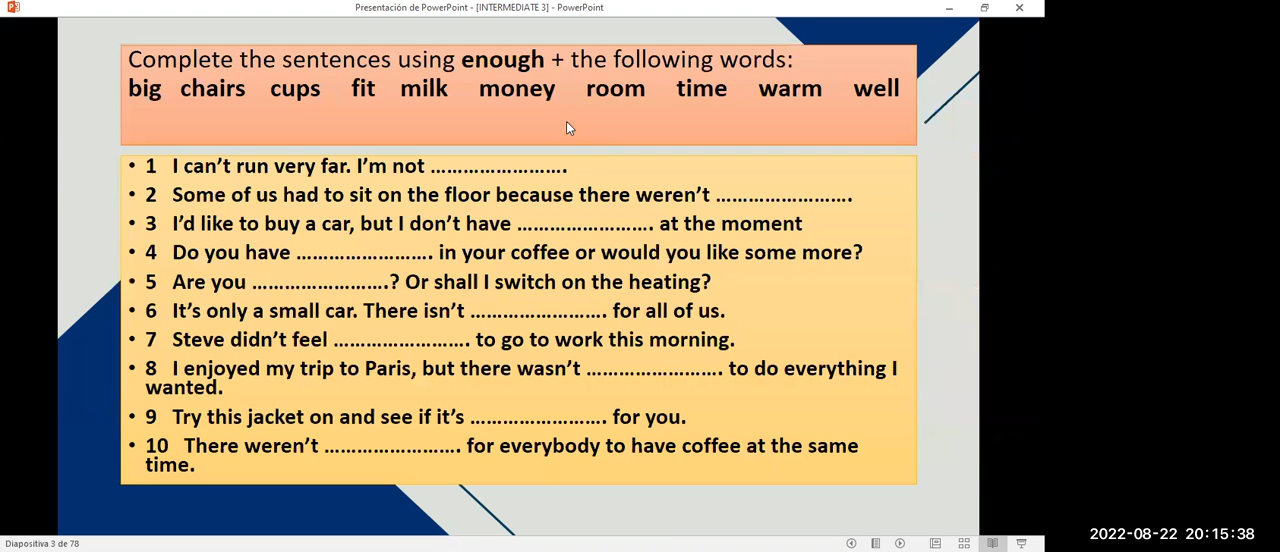 Presentación de PowerPoint - [INTERMEDIATE 3] - PowerPoint
Complete the sentences using enough + the following words:
big chairs cups fit milk money room time warm well
• 1 I can't run very far. I'm not …………………….
• 2 Some of us had to sit on the floor because there weren't …………………….
• 3 I'd like to buy a car, but I don't have ……………………. at the moment
• 4 Do you have ……………………. in your coffee or would you like some more?
• 5 Are you …………………….? Or shall I switch on the heating?
• 6 It's only a small car. There isn't ……………………. for all of us.
• 7 Steve didn't feel ……………………. to go to work this morning.
• 8 I enjoyed my trip to Paris, but there wasn't ……………………. to do everything I
wanted.
• 9 Try this jacket on and see if it's ……………………. for you.
• 10 There weren't ……………………. for everybody to have coffee at the same
time.
Diapositiva 3 de 78
2022-08-22 20:15:38